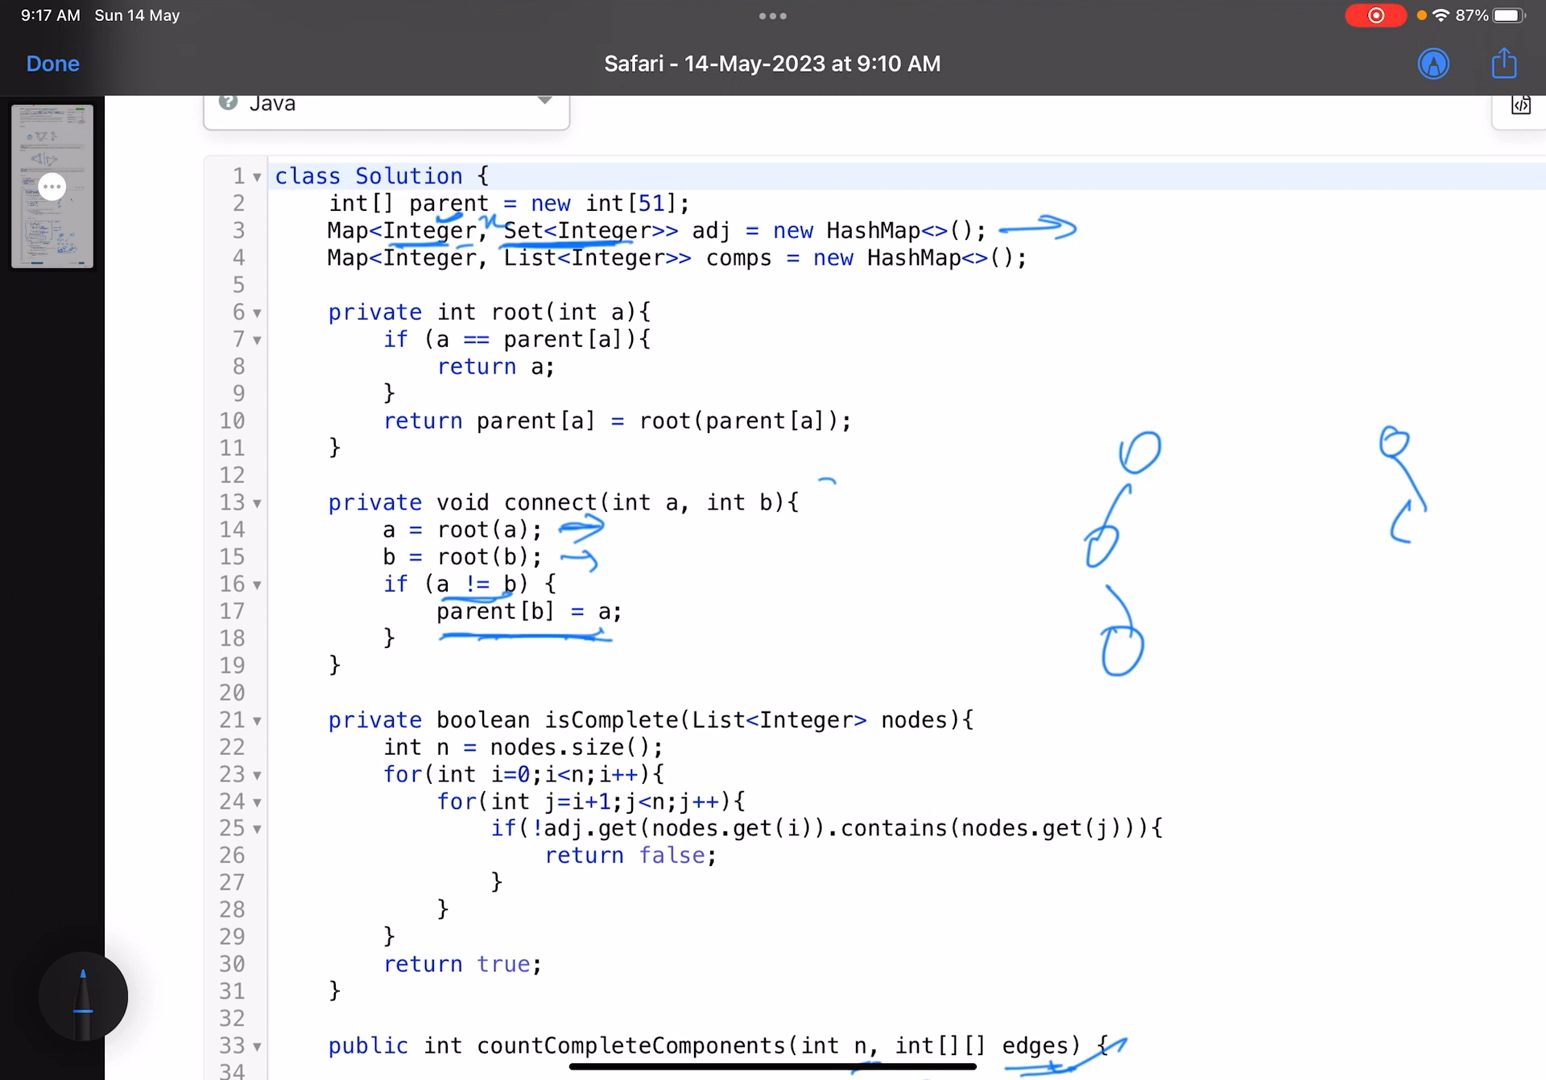 9:17 AM Sun 14 May
87%
Done
Safari - 14-May-2023 at 9:10 AM
Java
1 class Solution {
2 int[] parent = new int[51];
3 Map<Integer, Set<Integer>> adj = new HashMap<>();
4 Map<Integer, List<Integer>> comps = new HashMap<>();
5
6 private int root(int a){
7 if (a == parent[a]){
8 return a;
9 }
10 return parent[a] = root(parent[a]);
11 }
12
13 private void connect(int a, int b){
14 a = root(a);
15 b = root(b);
16 if (a != b) {
17 parent[b] = a;
18 }
19 }
20
21 private boolean isComplete(List<Integer> nodes){
22 int n = nodes.size();
23 for(int i=0;i<n;i++){
24 for(int j=i+1;j<n;j++){
25 if(!adj.get(nodes.get(i)).contains(nodes.get(j))){
26 return false;
27 }
28 }
29 }
30 return true;
31 }
32
33 public int countCompleteComponents(int n, int[][] edges) {
34